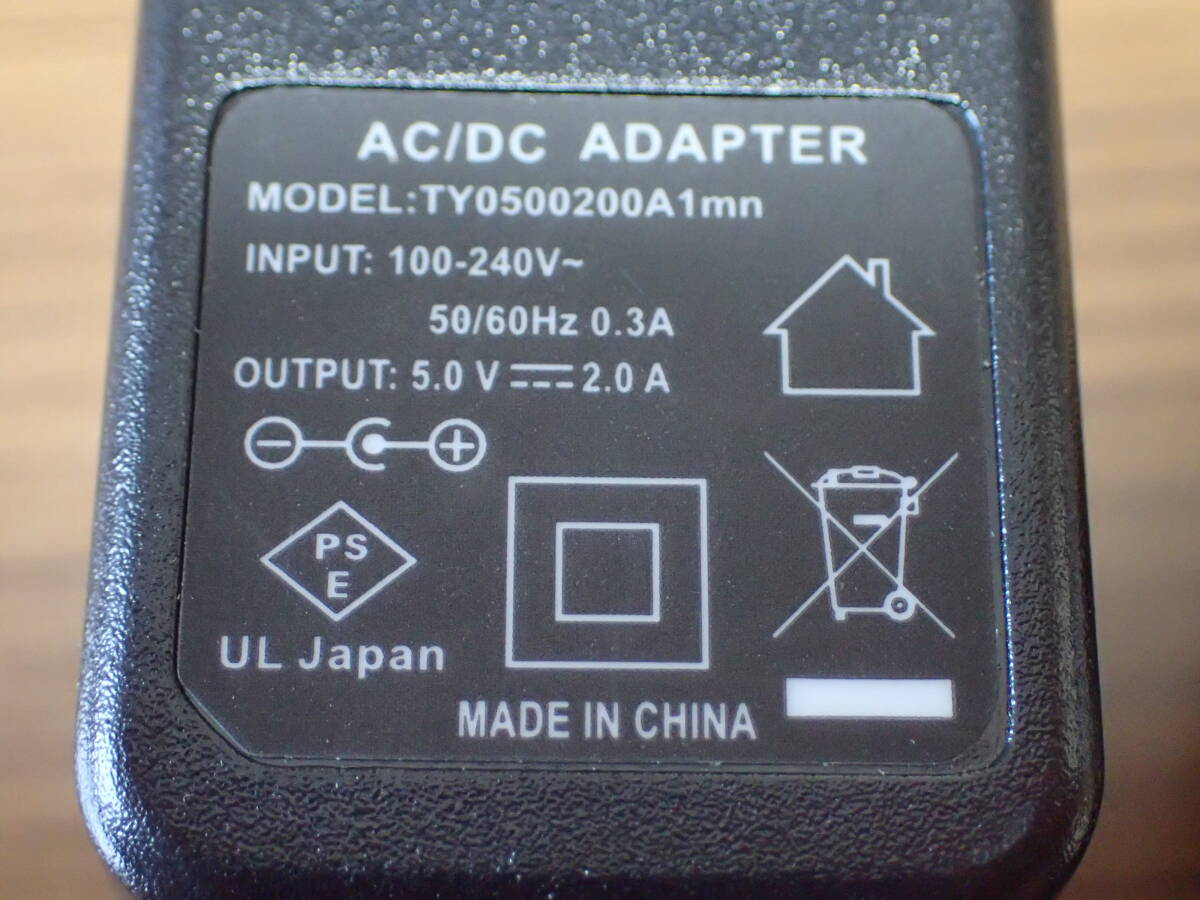 AC/DC ADAPTER
MODEL:TY0500200A1mn
INPUT: 100-240V~
50/60Hz 0.3A
OUTPUT: 5.0 V ⎓ 2.0 A
PS
E
UL Japan
MADE IN CHINA